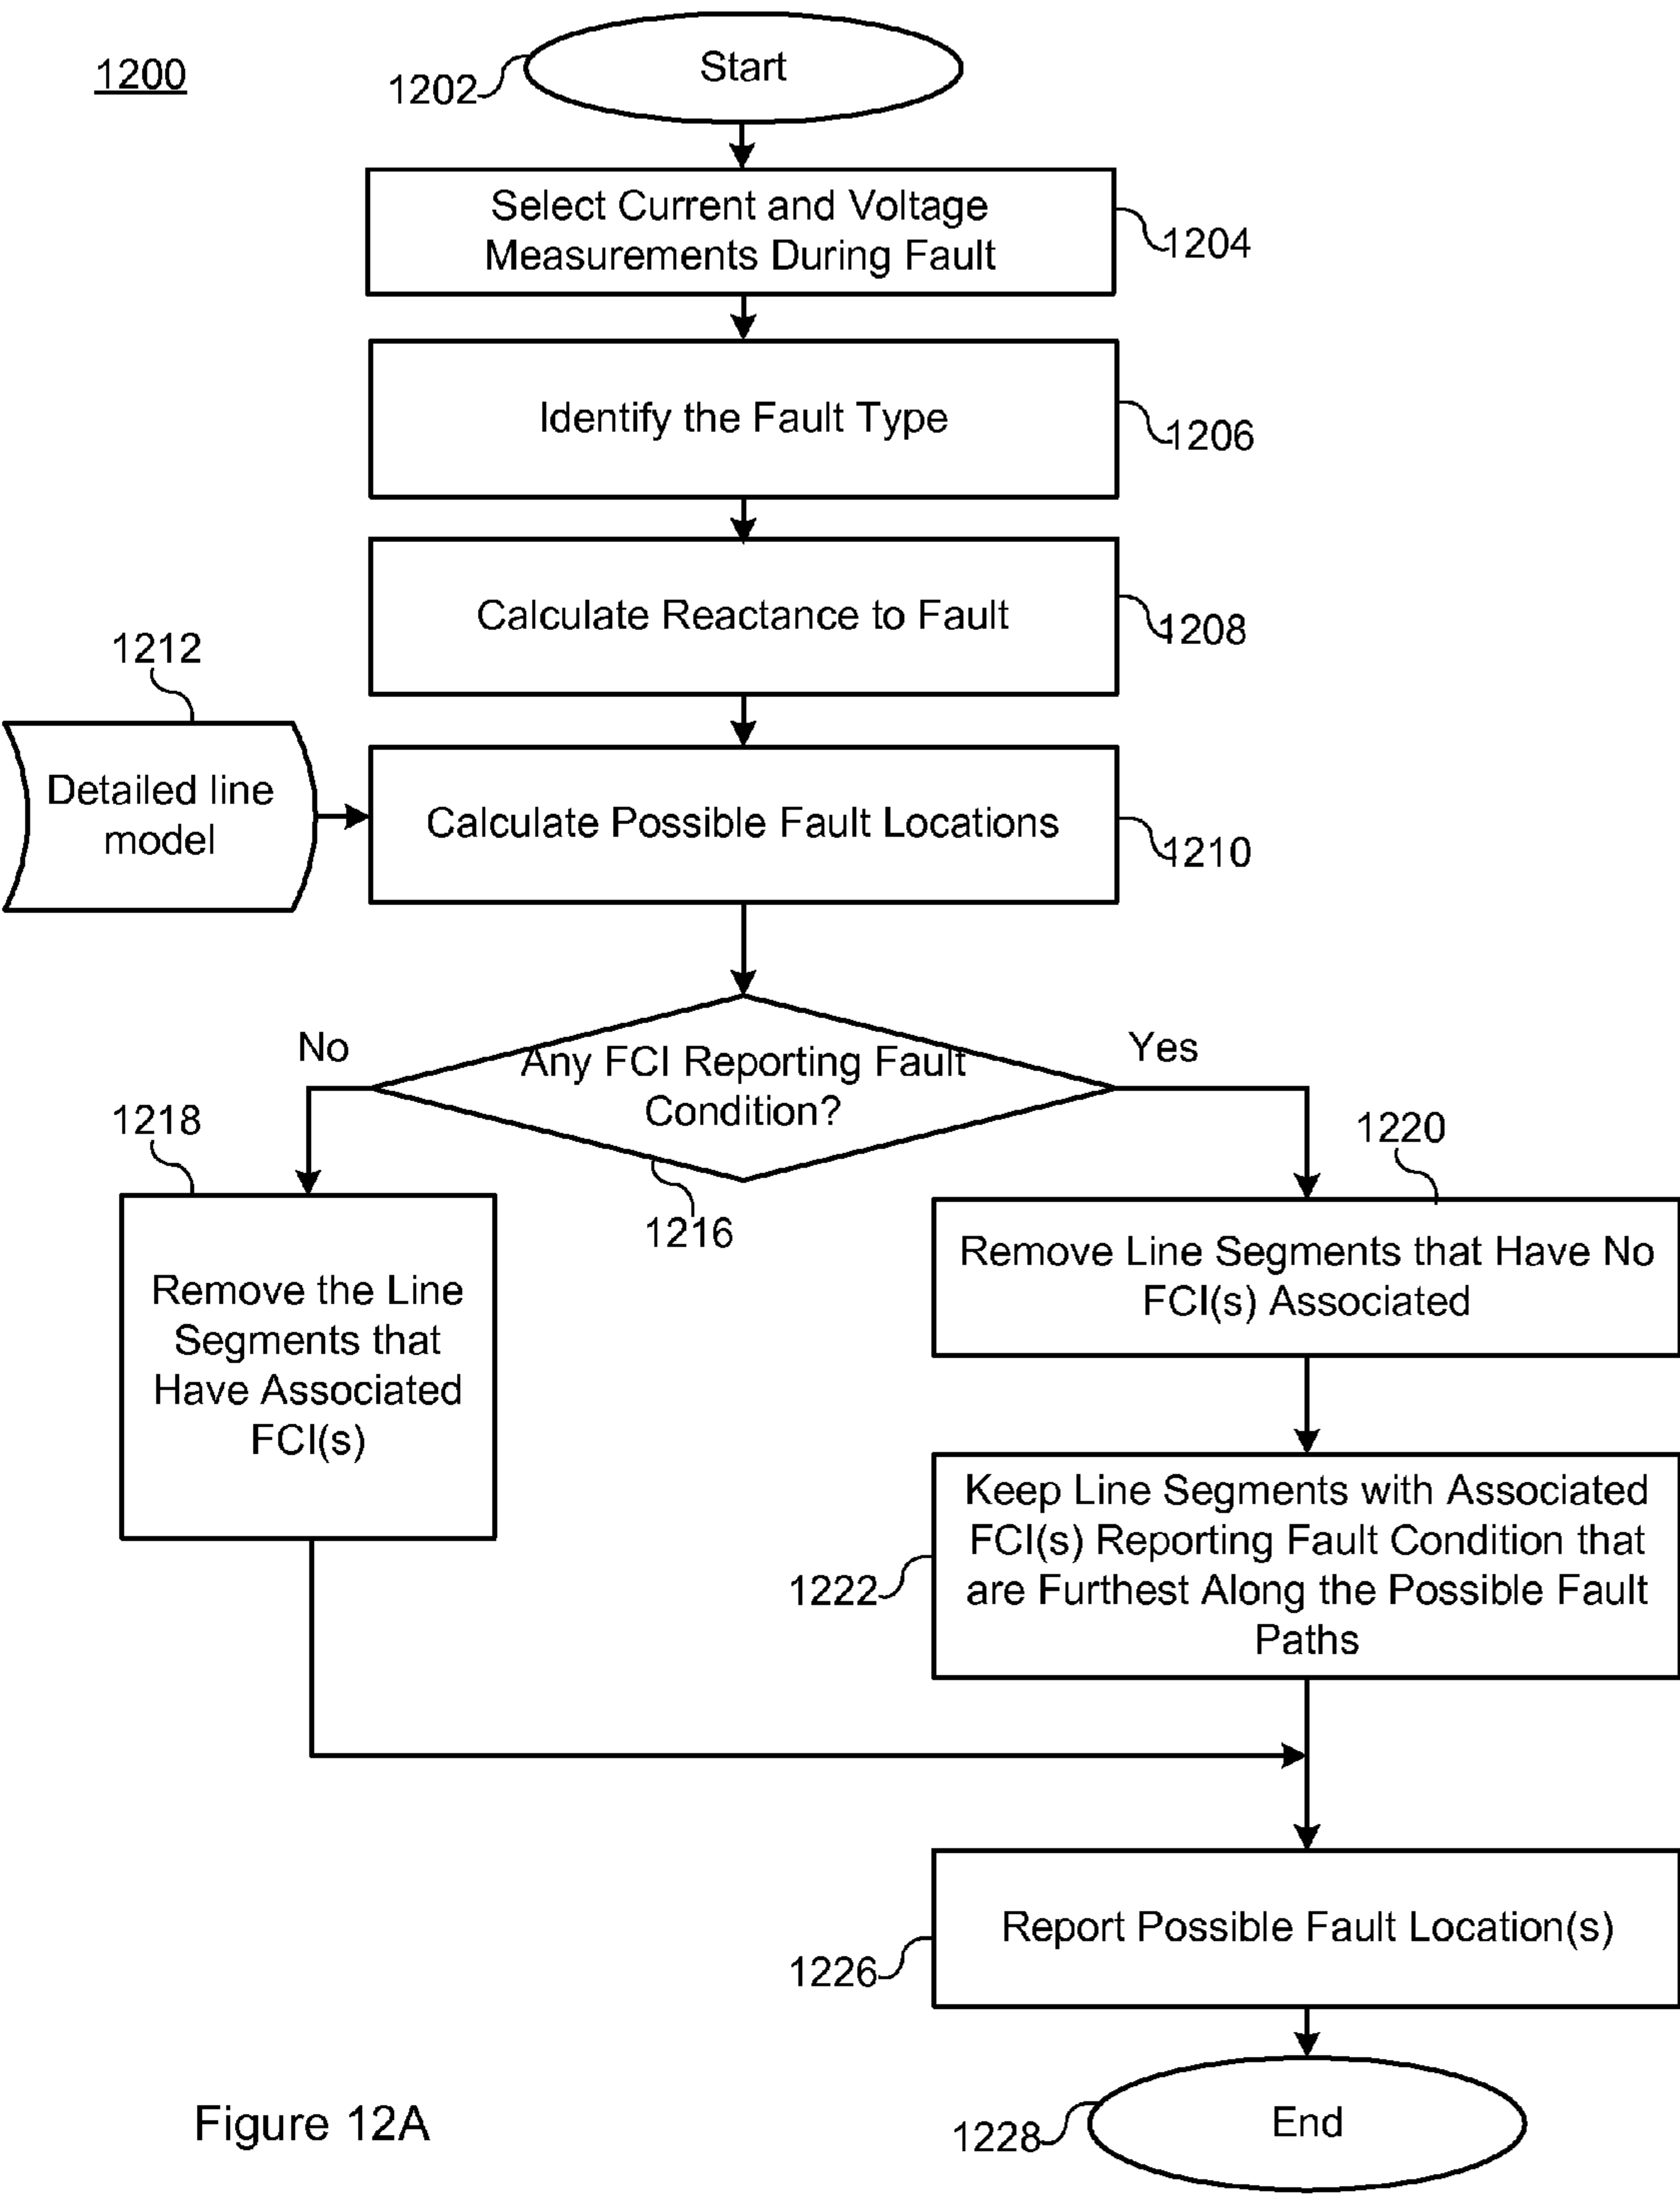 1200
1202
Start
Select Current and Voltage
Measurements During Fault
1204
Identify the Fault Type
1206
Calculate Reactance to Fault
1208
1212
Detailed line
model
Calculate Possible Fault Locations
1210
No
Any FCI Reporting Fault
Condition?
Yes
1216
1218
Remove the Line
Segments that
Have Associated
FCI(s)
1220
Remove Line Segments that Have No
FCI(s) Associated
Keep Line Segments with Associated
FCI(s) Reporting Fault Condition that
are Furthest Along the Possible Fault
Paths
1222
Report Possible Fault Location(s)
1226
End
1228
Figure 12A